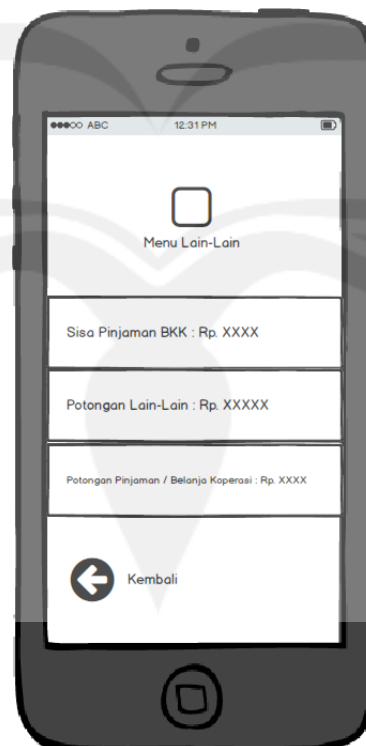 ABC 12:31 PM
Menu Lain-Lain
Sisa Pinjaman BKK : Rp. XXXX
Potongan Lain-Lain : Rp. XXXXX
Potongan Pinjaman / Belanja Koperasi : Rp. XXXX
Kembali